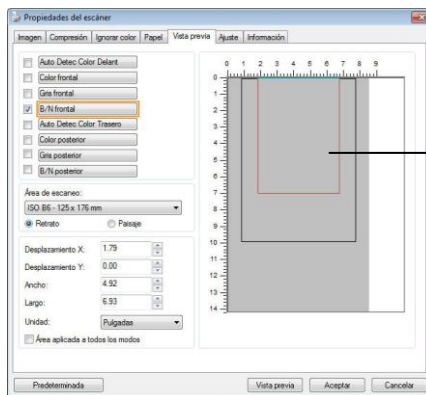 Propiedades del escáner
Imagen Compresión Ignorar color Papel Vista previa Ajuste Información
Auto Detec Color Delant
Color frontal
Gris frontal
B/N frontal
Auto Detec Color Trasero
Color posterior
Gris posterior
B/N posterior
Área de escaneo:
ISO B6 - 125 x 176 mm
Retrato Paisaje
Desplazamiento X: 1.79
Desplazamiento Y: 0.00
Ancho: 4.92
Largo: 6.93
Unidad: Pulgadas
Área aplicada a todos los modos
0 1 2 3 4 5 6 7 8 9
0
1
2
3
4
5
6
7
8
9
10
11
12
13
14
Predeterminada Vista previa Aceptar Cancelar